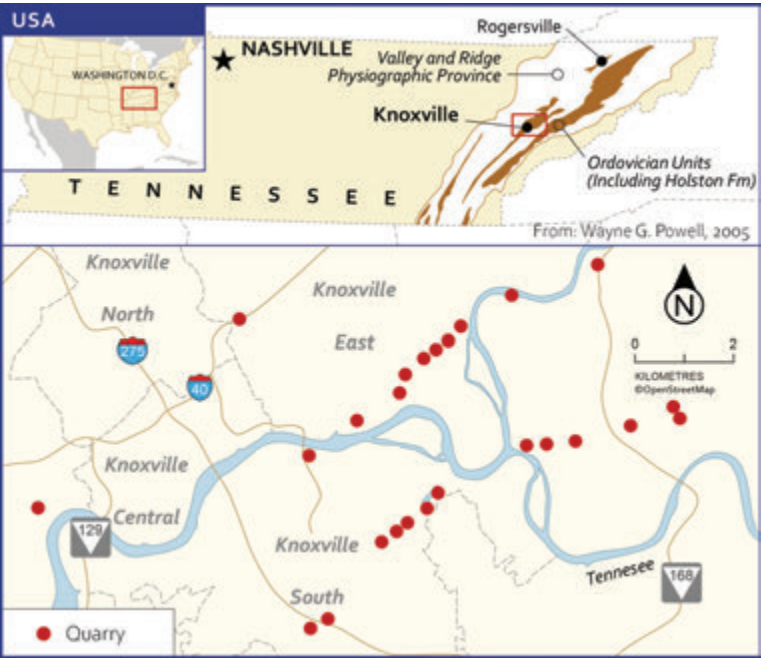 USA
WASHINGTON D.C.
NASHVILLE
Rogersville
Valley and Ridge
Physiographic Province
Knoxville
Ordovician Units
(Including Holston Fm)
TENNESSEE
From: Wayne G. Powell, 2005
Knoxville
North
275
40
Knoxville
East
N
0 2
KILOMETRES
©OpenStreetMap
Knoxville
Central
129
Knoxville
South
Tennesee
168
Quarry